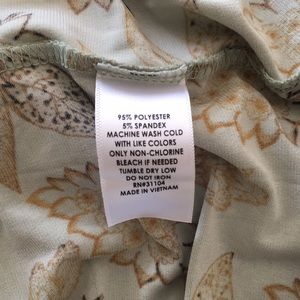 95% POLYESTER
5% SPANDEX
MACHINE WASH COLD
WITH LIKE COLORS
ONLY NON-CHLORINE
BLEACH IF NEEDED
TUMBLE DRY LOW
DO NOT IRON
RN#31104
MADE IN VIETNAM